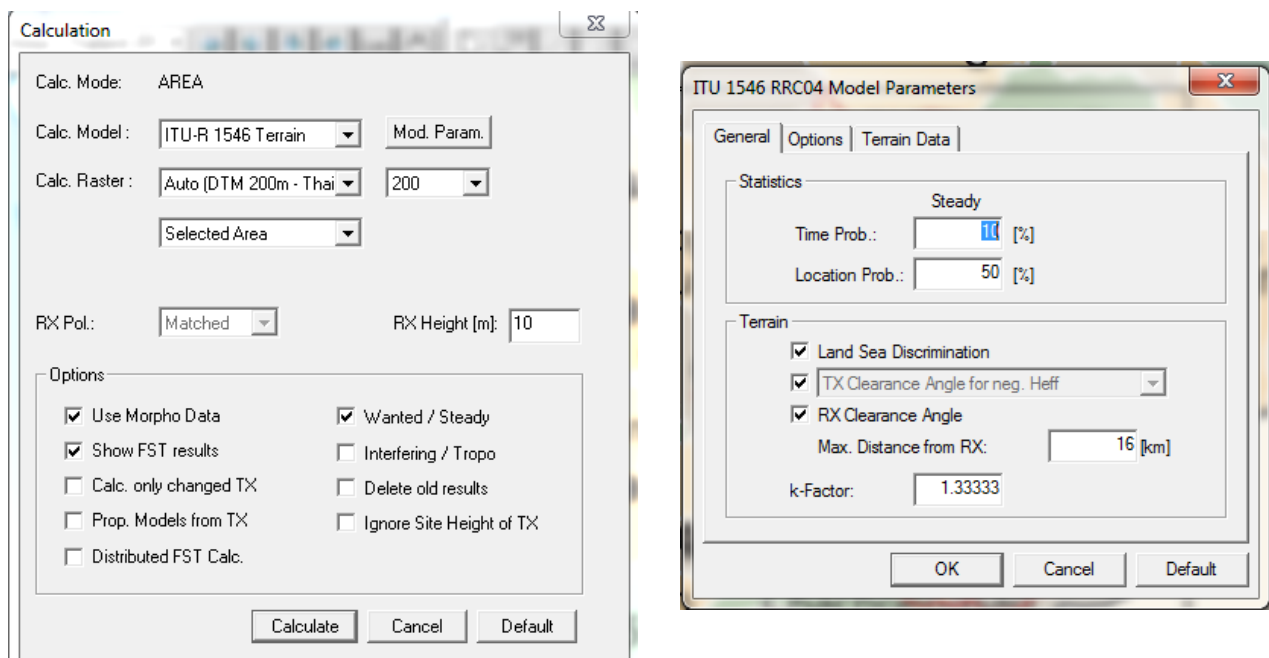 Calculation
Calc. Mode: AREA
Calc. Model : ITU-R 1546 Terrain Mod. Param.
Calc. Raster : Auto (DTM 200m - Thai 200
Selected Area
RX Pol.: Matched RX Height [m]: 10
Options
Use Morpho Data Wanted / Steady
Show FST results Interfering / Tropo
Calc. only changed TX Delete old results
Prop. Models from TX Ignore Site Height of TX
Distributed FST Calc.
Calculate Cancel Default
ITU 1546 RRC04 Model Parameters
General Options Terrain Data
Statistics
Steady
Time Prob.: 10 [%]
Location Prob.: 50 [%]
Terrain
Land Sea Discrimination
TX Clearance Angle for neg. Heff
RX Clearance Angle
Max. Distance from RX: 16 [km]
k-Factor: 1.33333
OK Cancel Default